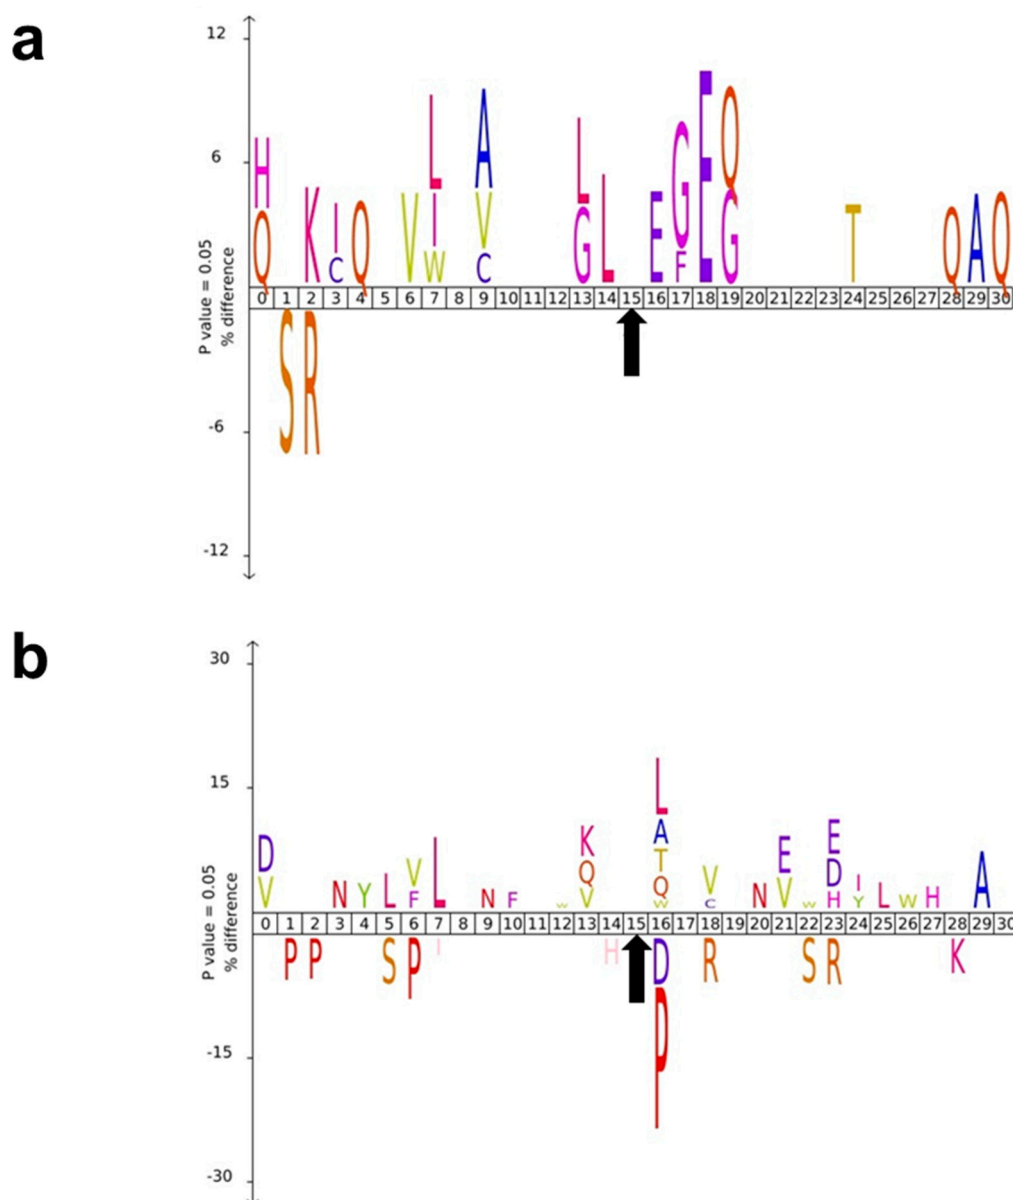 a
12
H
L
A
L
G
E
Q
6
Q
K
I
C
Q
V
I
W
V
C
G
L
E
F
G
T
Q
A
Q
P value = 0.05
% difference
0 1 2 3 4 5 6 7 8 9 10 11 12 13 14 15 16 17 18 19 20 21 22 23 24 25 26 27 28 29 30
S R
-6
-12
b
30
15
L
D
V
N Y L
V
F
L
N F
w
K
Q
V
A
T
Q
W
V
C
N
E
V
w
E
D
H
I
Y
L W H
A
P value = 0.05
% difference
0 1 2 3 4 5 6 7 8 9 10 11 12 13 14 15 16 17 18 19 20 21 22 23 24 25 26 27 28 29 30
P P S P I H D R S R K
P
-15
-30